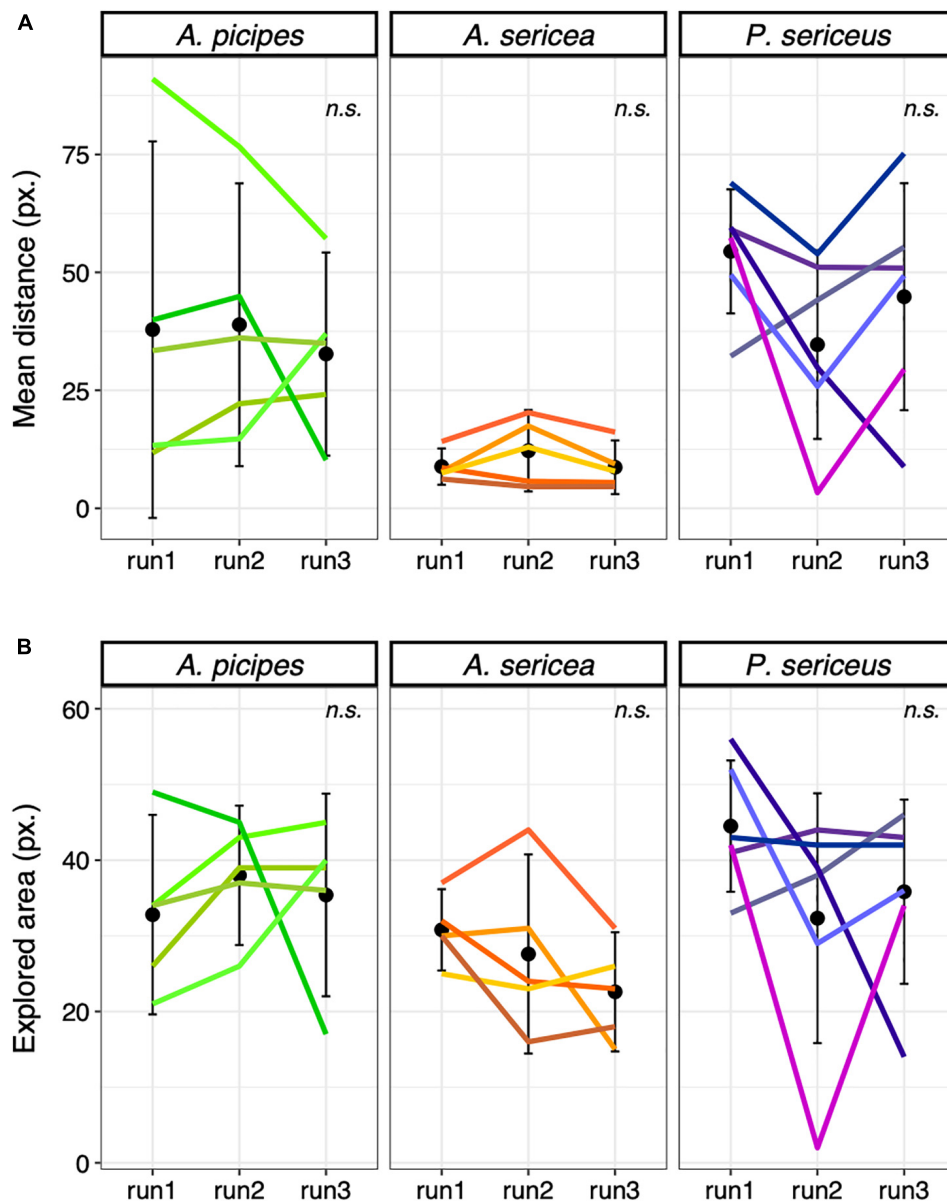 A
A. picipes A. sericea P. sericeus
n.s. n.s. n.s.
75
50
25
0
Mean distance (px.)
run1 run2 run3 run1 run2 run3 run1 run2 run3
B
A. picipes A. sericea P. sericeus
60
n.s. n.s. n.s.
40
20
0
Explored area (px.)
run1 run2 run3 run1 run2 run3 run1 run2 run3